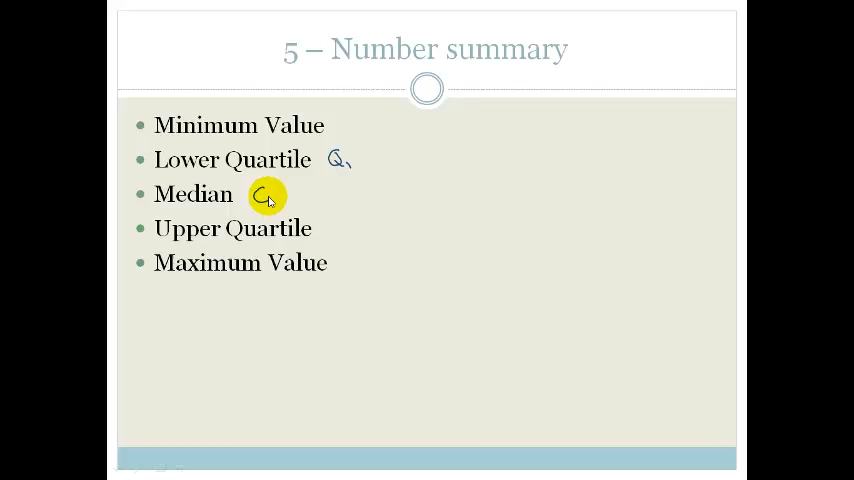 5 – Number summary
Minimum Value
Lower Quartile Q₁
Median
Upper Quartile
Maximum Value